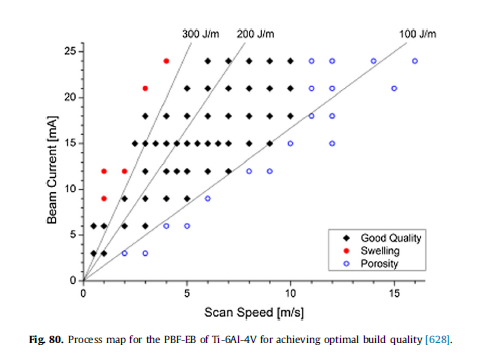 300 J/m 200 J/m 100 J/m
25
20
15
10
5
0
Beam Current [mA]
0 5 10 15
Scan Speed [m/s]
Good Quality
Swelling
Porosity
Fig. 80. Process map for the PBF-EB of Ti-6Al-4V for achieving optimal build quality [628].